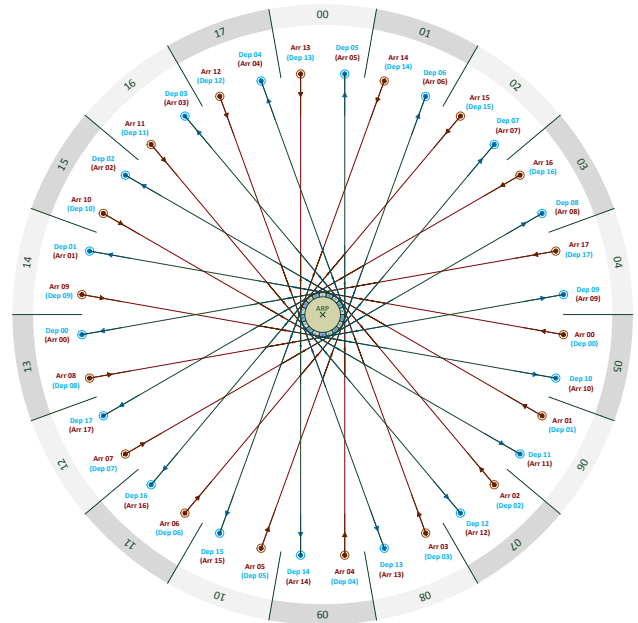 00
01
02
03
04
05
06
07
08
09
10
11
12
13
14
15
16
17
Arr 13
(Dep 13)
Dep 05
(Arr 05)
Arr 14
(Dep 14)
Dep 06
(Arr 06)
Arr 15
(Dep 15)
Dep 07
(Arr 07)
Arr 16
(Dep 16)
Dep 08
(Arr 08)
Arr 17
(Dep 17)
Dep 09
(Arr 09)
Arr 00
(Dep 00)
Dep 10
(Arr 10)
Arr 01
(Dep 01)
Dep 11
(Arr 11)
Arr 02
(Dep 02)
Dep 12
(Arr 12)
Arr 03
(Dep 03)
Dep 13
(Arr 13)
Arr 04
(Dep 04)
Dep 14
(Arr 14)
Arr 05
(Dep 05)
Dep 15
(Arr 15)
Arr 06
(Dep 06)
Dep 16
(Arr 16)
Arr 07
(Dep 07)
Dep 17
(Arr 17)
Arr 08
(Dep 08)
Dep 00
(Arr 00)
Arr 09
(Dep 09)
Dep 01
(Arr 01)
Arr 10
(Dep 10)
Dep 02
(Arr 02)
Arr 11
(Dep 11)
Dep 03
(Arr 03)
Arr 12
(Dep 12)
Dep 04
(Arr 04)
ARP